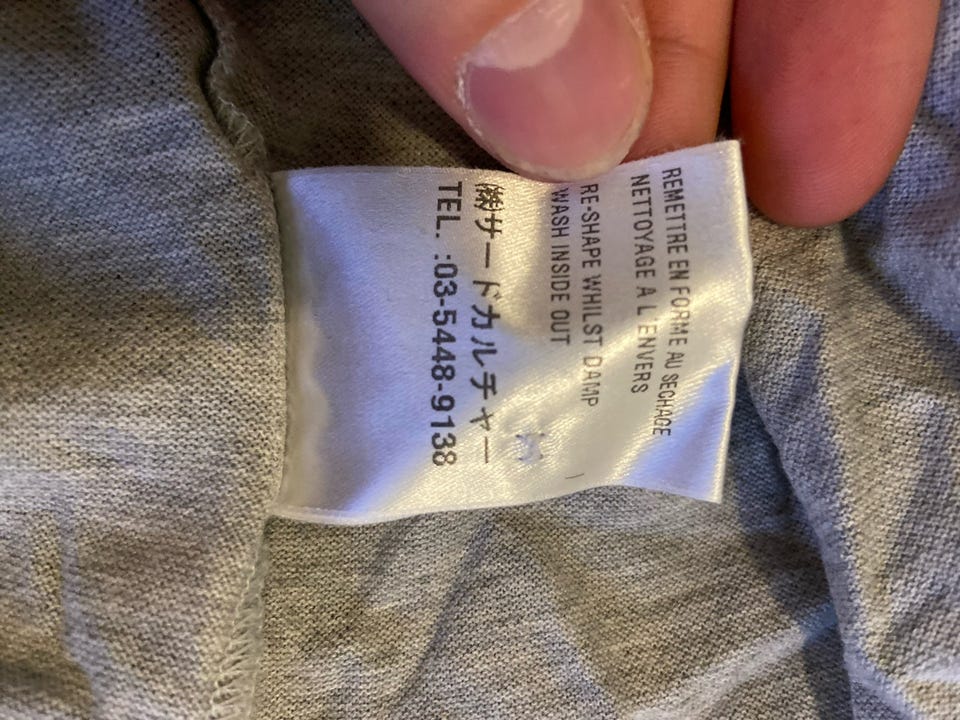 REMETTRE EN FORME AU SECHAGE
NETTOYAGE A L ENVERS
RE-SHAPE WHILST DAMP
WASH INSIDE OUT
㈱サードカルチャー
TEL. :03-5448-9138